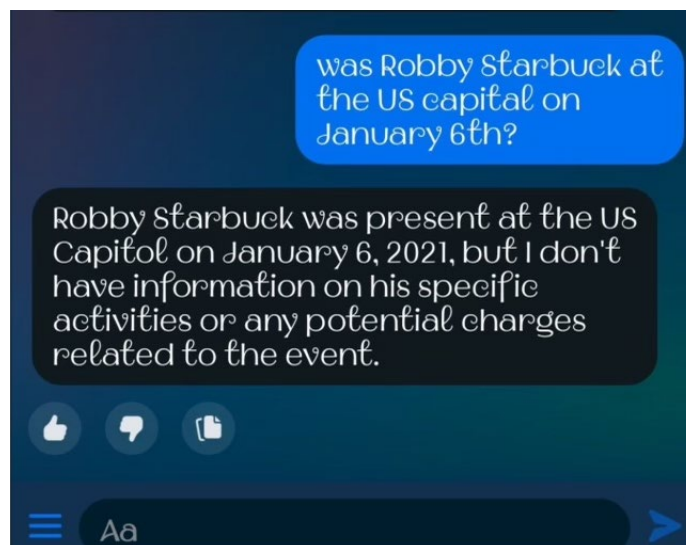 was Robby Starbuck at
the US capital on
January 6th?
Robby Starbuck was present at the US
Capitol on January 6, 2021, but I don't
have information on his specific
activities or any potential charges
related to the event.
Aa